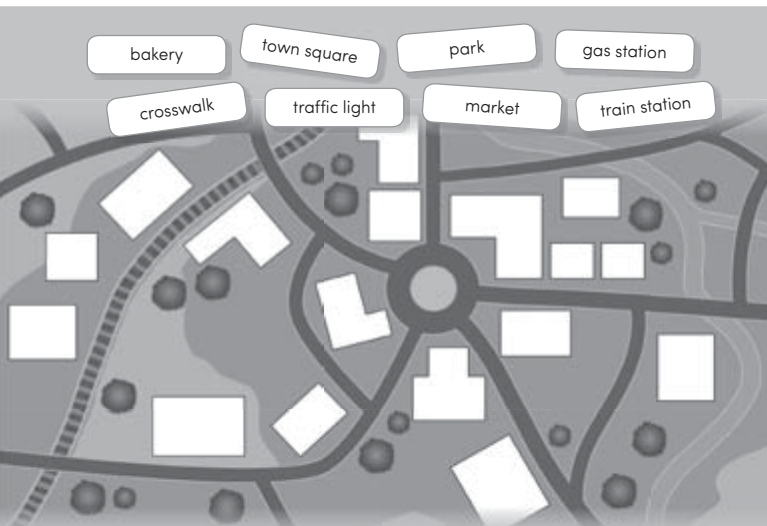 bakery
town square
park
gas station
crosswalk
traffic light
market
train station